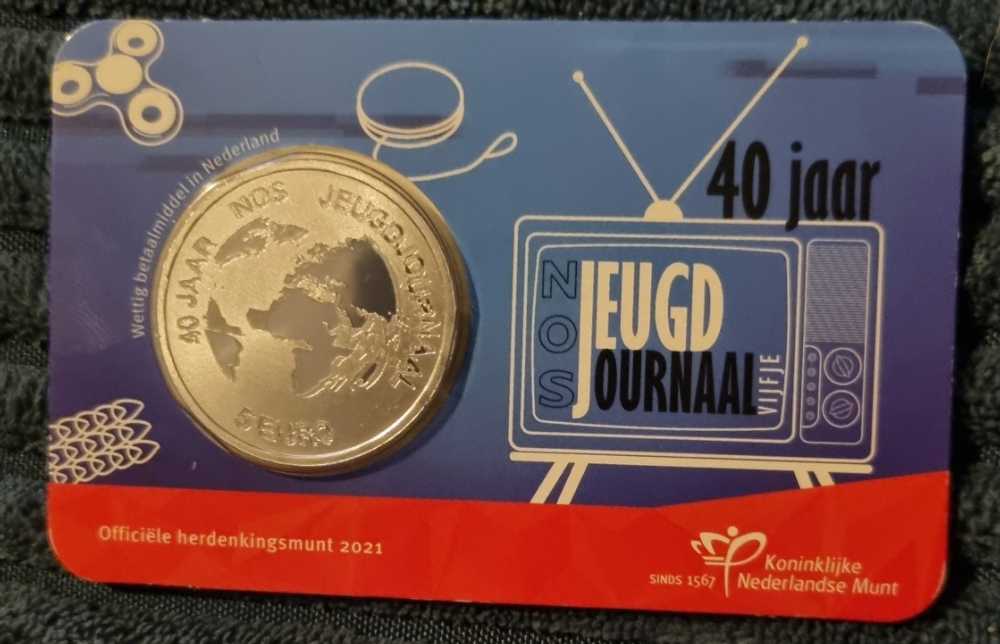 Wettig betaalmiddel in Nederland
40 JAAR NOS JEUGDJOURNAAL
5 EURO
40 jaar
NOS
JEUGD
JOURNAAL
VIJFJE
Officiële herdenkingsmunt 2021
SINDS 1567
Koninklijke
Nederlandse Munt